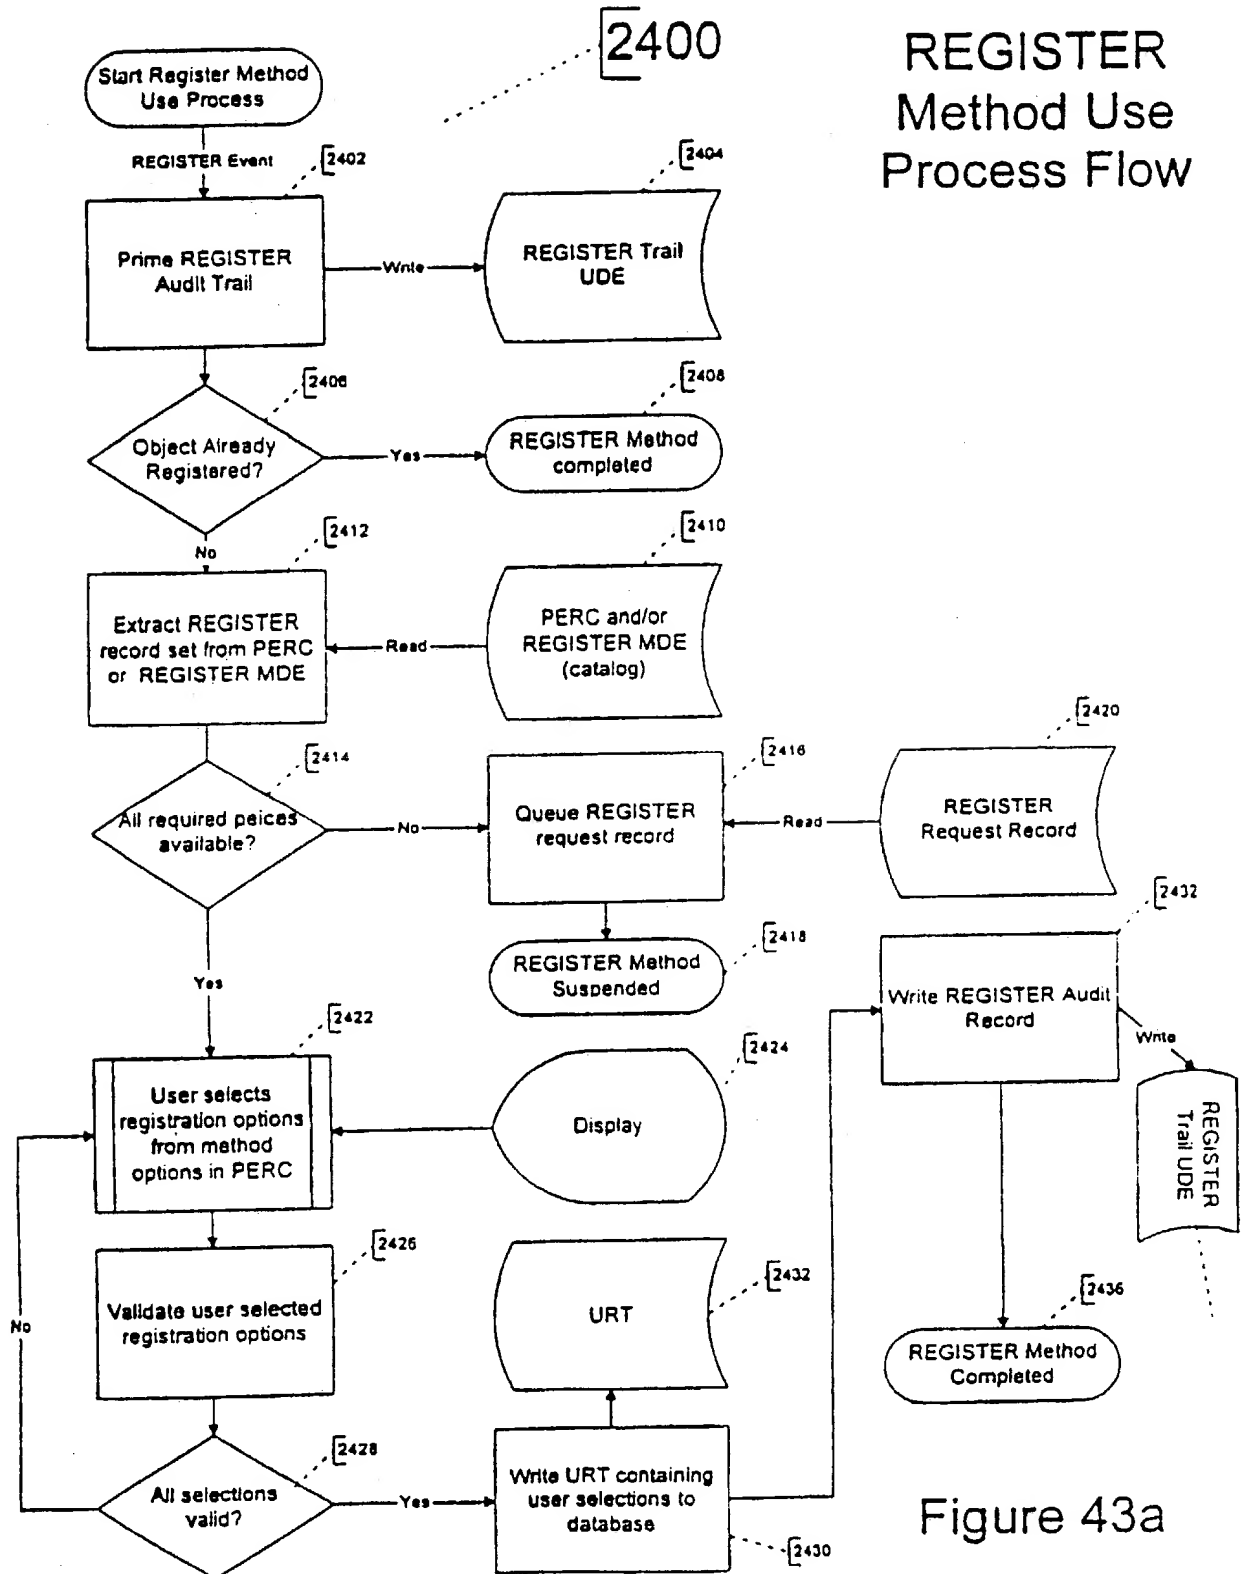 2400
REGISTER
Method Use
Process Flow
Start Register Method
Use Process
REGISTER Event
2402
2404
Prime REGISTER
Audit Trail
Write
REGISTER Trail
UDE
2406
2408
Object Already
Registered?
Yes
REGISTER Method
completed
No
2412
2410
Extract REGISTER
record set from PERC
or REGISTER MDE
Read
PERC and/or
REGISTER MDE
(catalog)
2414
2416
2420
All required peices
available?
No
Queue REGISTER
request record
Read
REGISTER
Request Record
2418
2432
Yes
REGISTER Method
Suspended
Write REGISTER Audit
Record
Write
REGISTER
Trail UDE
2422
2424
User selects
registration options
from method
options in PERC
Display
2426
2432
Validate user selected
registration options
URT
No
2436
REGISTER Method
Completed
2428
All selections
valid?
Yes
Write URT containing
user selections to
database
2430
Figure 43a